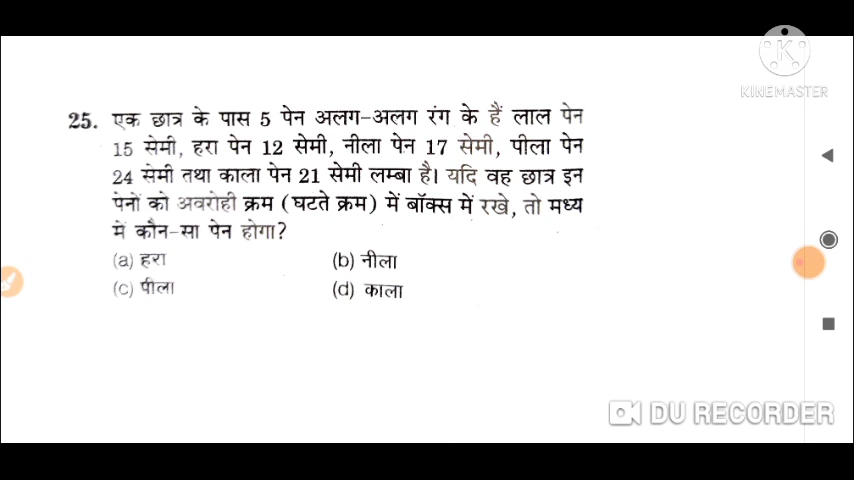 KINEMASTER
25. एक छात्र के पास 5 पेन अलग-अलग रंग के हैं लाल पेन
15 सेमी, हरा पेन 12 सेमी, नीला पेन 17 सेमी, पीला पेन
24 सेमी तथा काला पेन 21 सेमी लम्बा है। यदि वह छात्र इन
पेनों को अवरोही क्रम (घटते क्रम) में बॉक्स में रखे, तो मध्य
में कौन-सा पेन होगा?
(a) हरा (b) नीला
(c) पीला (d) काला
DU RECORDER